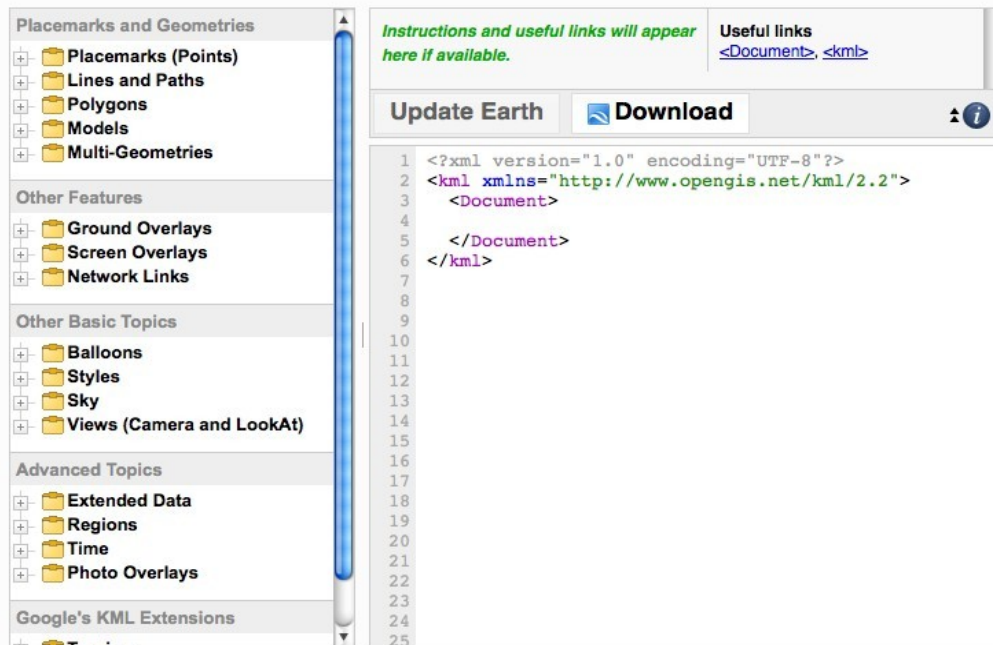 Placemarks and Geometries
Placemarks (Points)
Lines and Paths
Polygons
Models
Multi-Geometries
Other Features
Ground Overlays
Screen Overlays
Network Links
Other Basic Topics
Balloons
Styles
Sky
Views (Camera and LookAt)
Advanced Topics
Extended Data
Regions
Time
Photo Overlays
Google's KML Extensions
Instructions and useful links will appear
here if available.
Useful links
<Document>, <kml>
Update Earth
Download
i
1 <?xml version="1.0" encoding="UTF-8"?>
2 <kml xmlns="http://www.opengis.net/kml/2.2">
3 <Document>
4
5 </Document>
6 </kml>
7
8
9
10
11
12
13
14
15
16
17
18
19
20
21
22
23
24
25